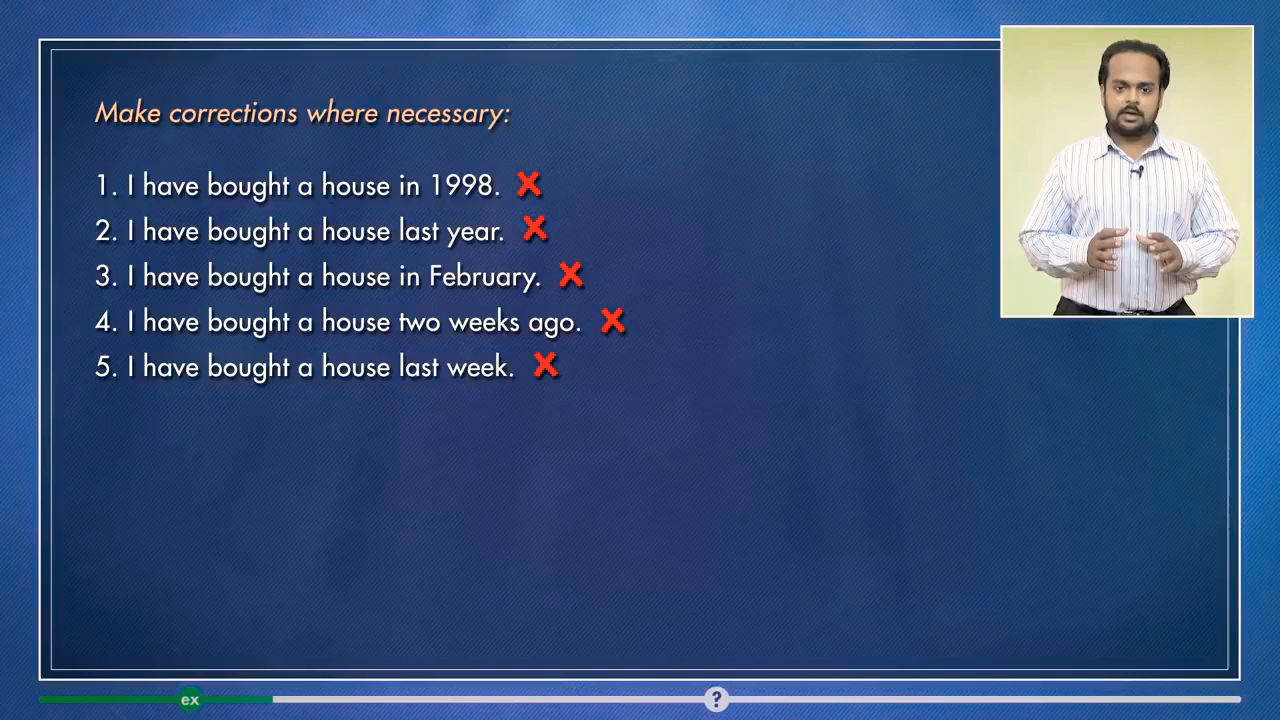 Make corrections where necessary:
1. I have bought a house in 1998. ✗
2. I have bought a house last year. ✗
3. I have bought a house in February. ✗
4. I have bought a house two weeks ago. ✗
5. I have bought a house last week. ✗
ex
?